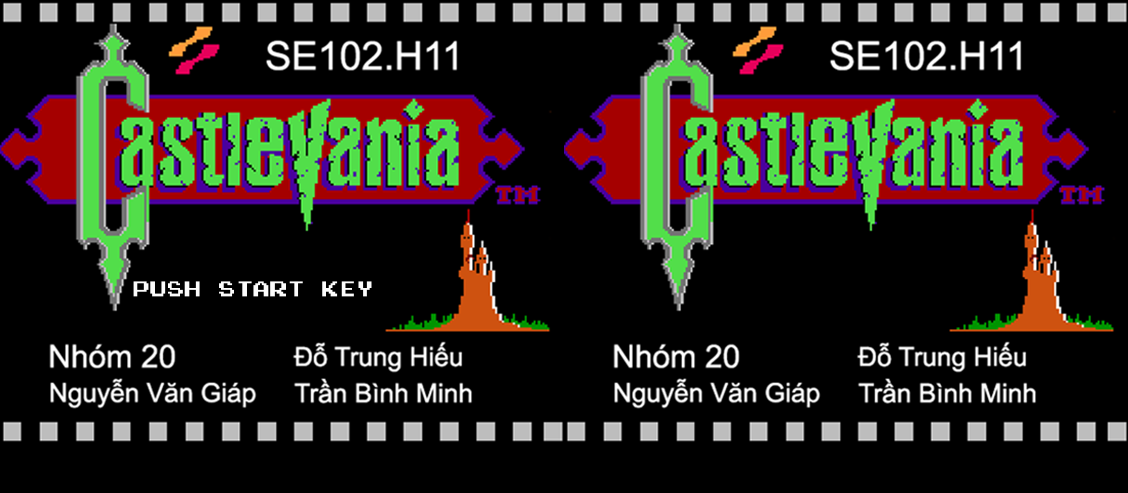 SE102.H11
Castlevania
TM
PUSH START KEY
Nhóm 20
Đỗ Trung Hiếu
Nguyễn Văn Giáp
Trần Bình Minh
SE102.H11
Castlevania
TM
Nhóm 20
Đỗ Trung Hiếu
Nguyễn Văn Giáp
Trần Bình Minh